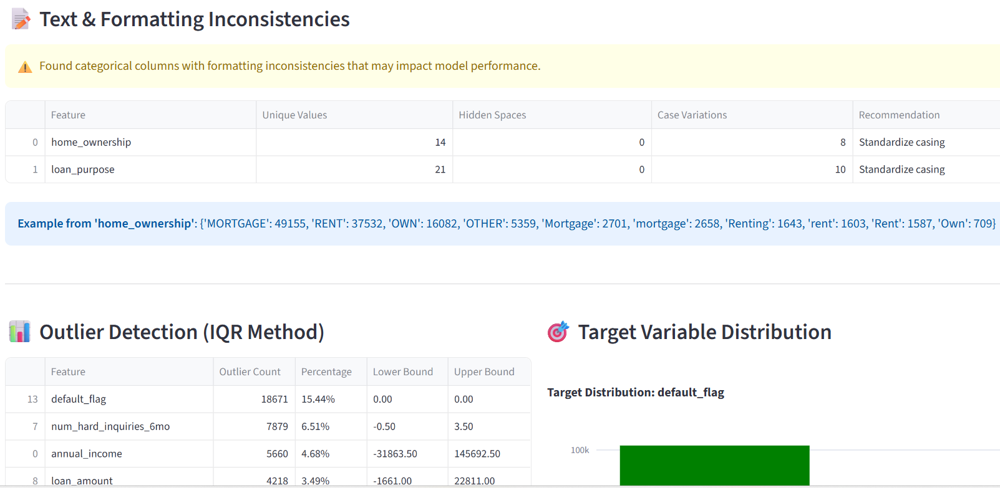 Text & Formatting Inconsistencies
Found categorical columns with formatting inconsistencies that may impact model performance.
Feature Unique Values Hidden Spaces Case Variations Recommendation
0 home_ownership 14 0 8 Standardize casing
1 loan_purpose 21 0 10 Standardize casing
Example from 'home_ownership': {'MORTGAGE': 49155, 'RENT': 37532, 'OWN': 16082, 'OTHER': 5359, 'Mortgage': 2701, 'mortgage': 2658, 'Renting': 1643, 'rent': 1603, 'Rent': 1587, 'Own': 709}
Outlier Detection (IQR Method)
Feature Outlier Count Percentage Lower Bound Upper Bound
13 default_flag 18671 15.44% 0.00 0.00
7 num_hard_inquiries_6mo 7879 6.51% -0.50 3.50
0 annual_income 5660 4.68% -31863.50 145692.50
8 loan_amount 4218 3.49% -1661.00 22811.00
Target Variable Distribution
Target Distribution: default_flag
100k